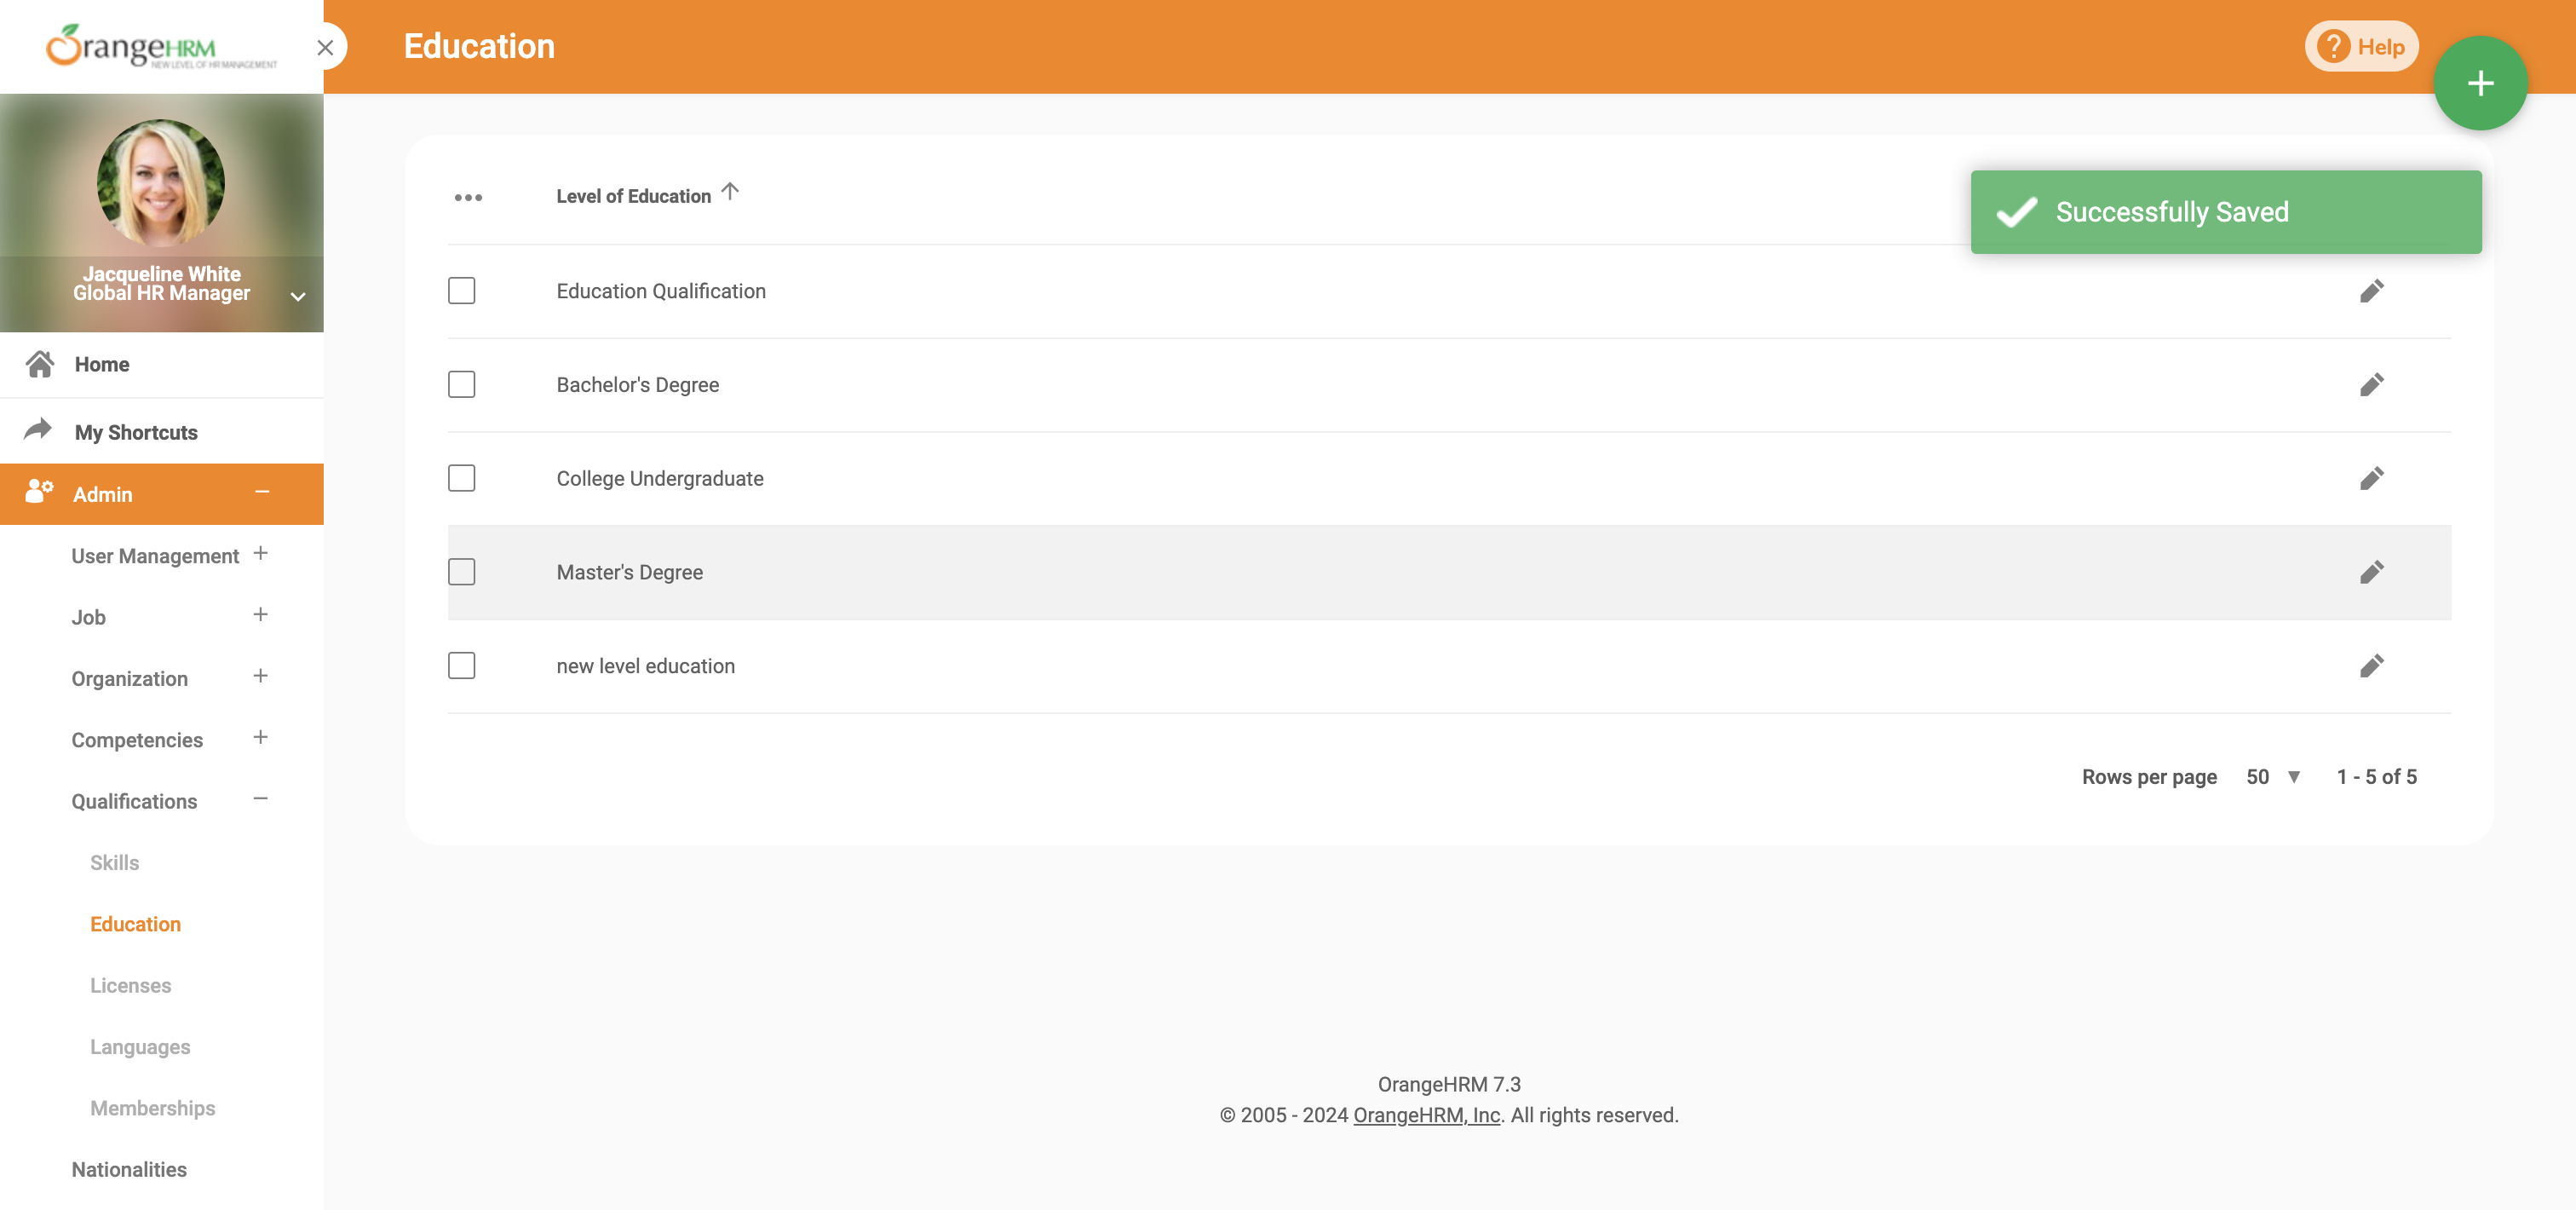 OrangeHRM
NEW LEVEL OF HR MANAGEMENT
Education
Help
Jacqueline White
Global HR Manager
Home
My Shortcuts
Admin
User Management
Job
Organization
Competencies
Qualifications
Skills
Education
Licenses
Languages
Memberships
Nationalities
Level of Education
Successfully Saved
Education Qualification
Bachelor's Degree
College Undergraduate
Master's Degree
new level education
Rows per page 50 1 - 5 of 5
OrangeHRM 7.3
© 2005 - 2024 OrangeHRM, Inc. All rights reserved.